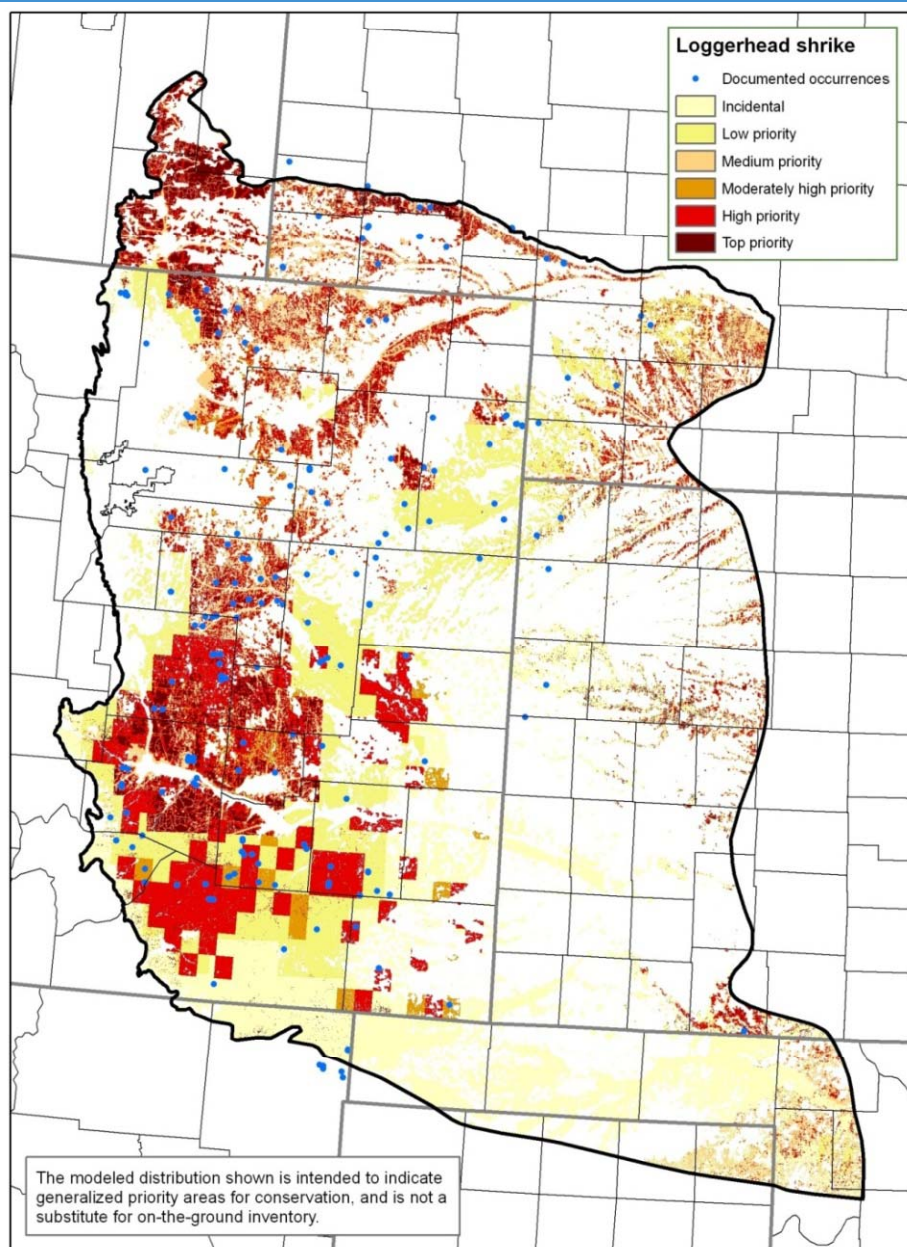 Loggerhead shrike
Documented occurrences
Incidental
Low priority
Medium priority
Moderately high priority
High priority
Top priority
The modeled distribution shown is intended to indicate
generalized priority areas for conservation, and is not a
substitute for on-the-ground inventory.